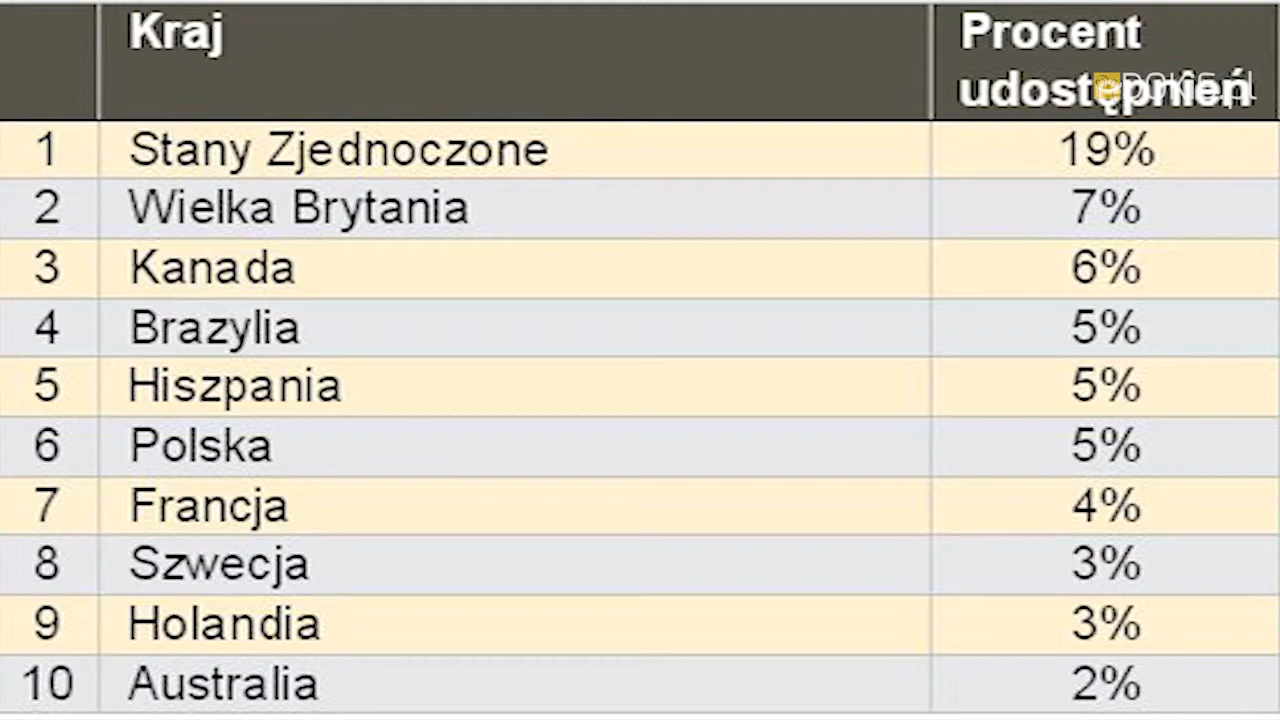 Kraj
Procent
udostępnień
1 Stany Zjednoczone 19%
2 Wielka Brytania 7%
3 Kanada 6%
4 Brazylia 5%
5 Hiszpania 5%
6 Polska 5%
7 Francja 4%
8 Szwecja 3%
9 Holandia 3%
10 Australia 2%